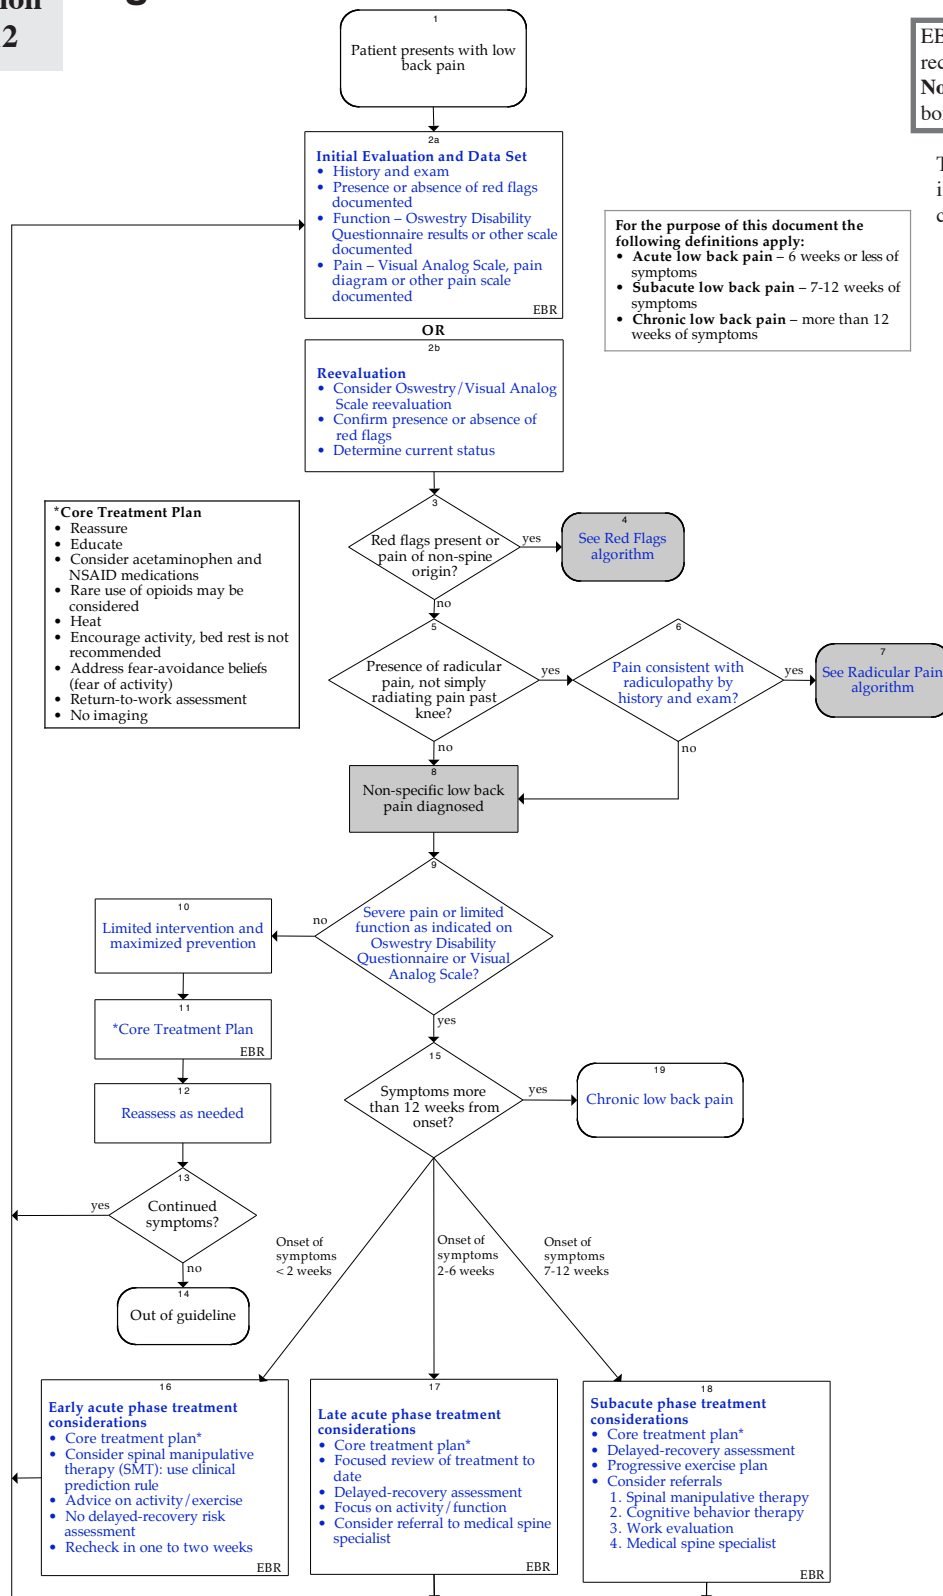 2
1
Patient presents with low
back pain
EB
rec
No
bo
T
i
c
2a
Initial Evaluation and Data Set
• History and exam
• Presence or absence of red flags
documented
• Function – Oswestry Disability
Questionnaire results or other scale
documented
• Pain – Visual Analog Scale, pain
diagram or other pain scale
documented
EBR
For the purpose of this document the
following definitions apply:
• Acute low back pain – 6 weeks or less of
symptoms
• Subacute low back pain – 7-12 weeks of
symptoms
• Chronic low back pain – more than 12
weeks of symptoms
OR
2b
Reevaluation
• Consider Oswestry/Visual Analog
Scale reevaluation
• Confirm presence or absence of
red flags
• Determine current status
*Core Treatment Plan
• Reassure
• Educate
• Consider acetaminophen and
NSAID medications
• Rare use of opioids may be
considered
• Heat
• Encourage activity, bed rest is not
recommended
• Address fear-avoidance beliefs
(fear of activity)
• Return-to-work assessment
• No imaging
3
Red flags present or
pain of non-spine
origin?
yes
4
See Red Flags
algorithm
no
5
Presence of radicular
pain, not simply
radiating pain past
knee?
yes
6
Pain consistent with
radiculopathy by
history and exam?
yes
7
See Radicular Pain
algorithm
no
no
8
Non-specific low back
pain diagnosed
9
Severe pain or limited
function as indicated on
Oswestry Disability
Questionnaire or Visual
Analog Scale?
no
10
Limited intervention and
maximized prevention
11
*Core Treatment Plan
EBR
12
Reassess as needed
13
Continued
symptoms?
yes
no
14
Out of guideline
yes
15
Symptoms more
than 12 weeks from
onset?
yes
19
Chronic low back pain
Onset of
symptoms
< 2 weeks
Onset of
symptoms
2-6 weeks
Onset of
symptoms
7-12 weeks
16
Early acute phase treatment
considerations
• Core treatment plan*
• Consider spinal manipulative
therapy (SMT): use clinical
prediction rule
• Advice on activity/exercise
• No delayed-recovery risk
assessment
• Recheck in one to two weeks
EBR
17
Late acute phase treatment
considerations
• Core treatment plan*
• Focused review of treatment to
date
• Delayed-recovery assessment
• Focus on activity/function
• Consider referral to medical spine
specialist
EBR
18
Subacute phase treatment
considerations
• Core treatment plan*
• Delayed-recovery assessment
• Progressive exercise plan
• Consider referrals
1. Spinal manipulative therapy
2. Cognitive behavior therapy
3. Work evaluation
4. Medical spine specialist
EBR